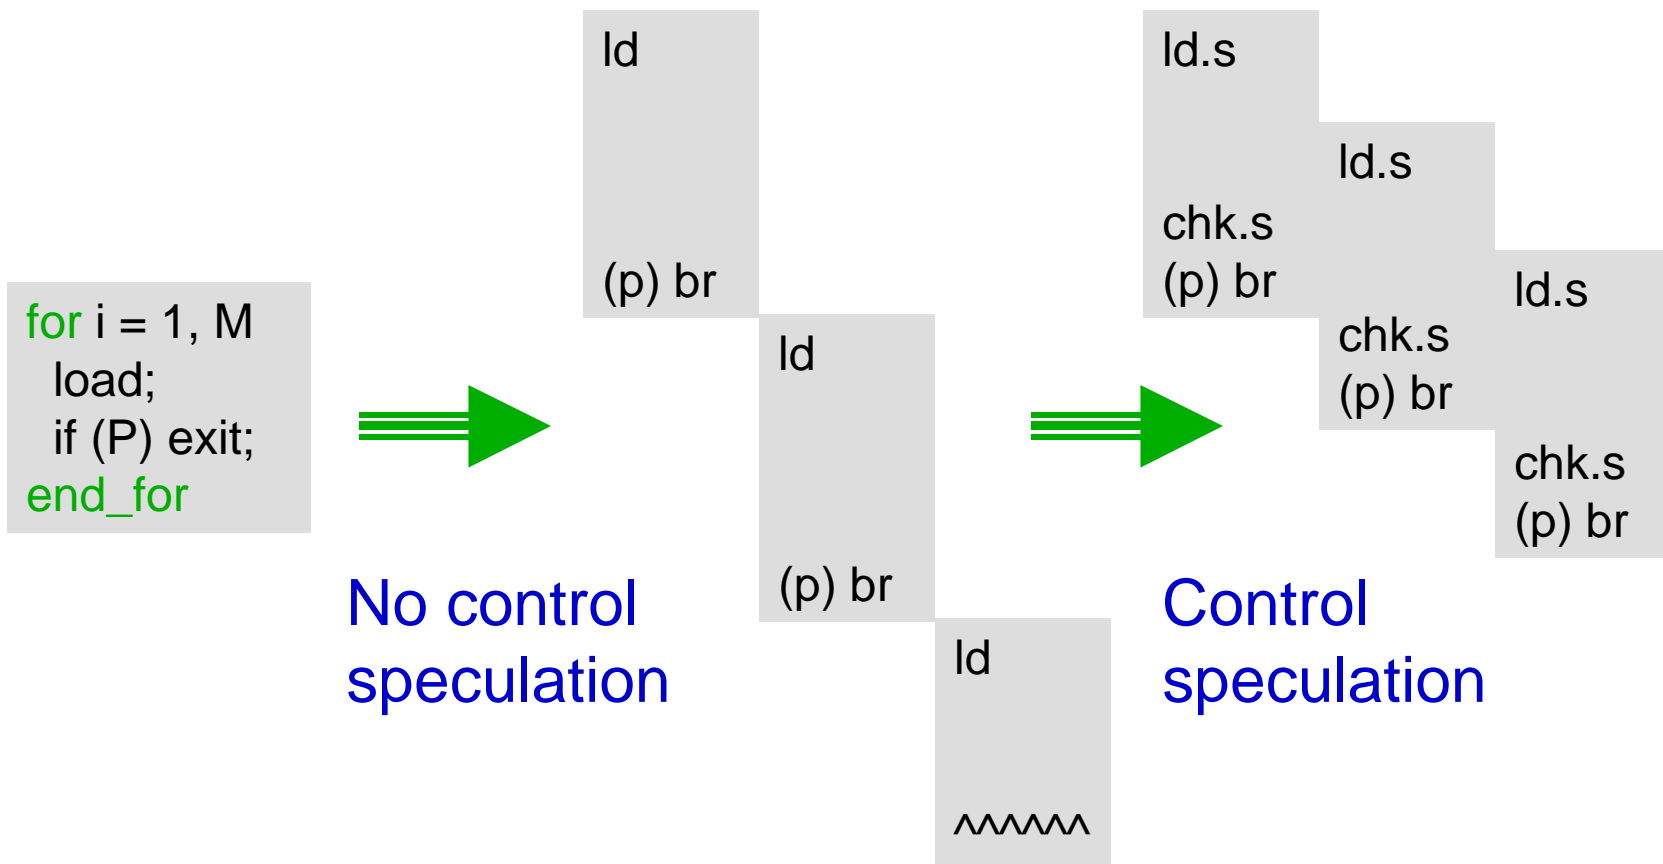 for i = 1, M
load;
if (P) exit;
end_for
No control
speculation
ld
(p) br
ld
(p) br
ld
^^^^^^
Control
speculation
ld.s
chk.s
(p) br
ld.s
chk.s
(p) br
ld.s
chk.s
(p) br